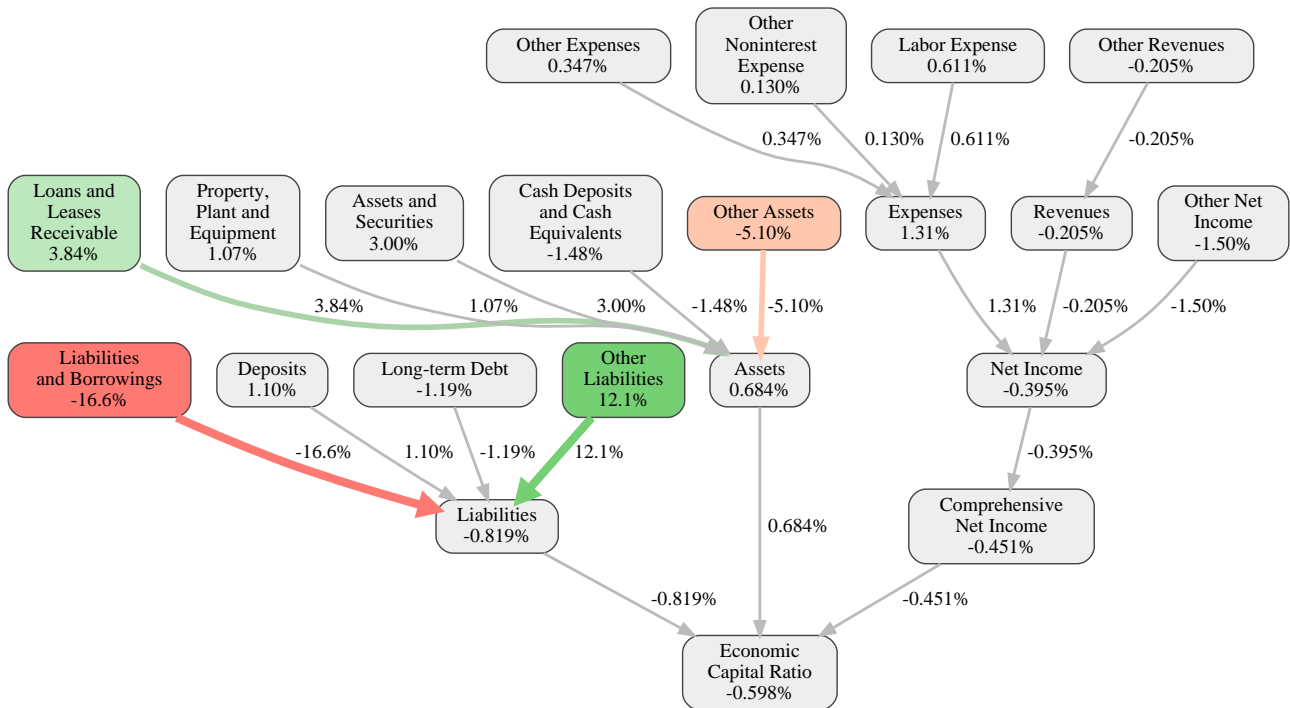 Other Expenses
0.347%
Other
Noninterest
Expense
0.130%
Labor Expense
0.611%
Other Revenues
-0.205%
0.347%
0.130%
0.611%
-0.205%
Loans and
Leases
Receivable
3.84%
Property,
Plant and
Equipment
1.07%
Assets and
Securities
3.00%
Cash Deposits
and Cash
Equivalents
-1.48%
Other Assets
-5.10%
Expenses
1.31%
Revenues
-0.205%
Other Net
Income
-1.50%
3.84%
1.07%
3.00%
-1.48%
-5.10%
1.31%
-0.205%
-1.50%
Liabilities
and Borrowings
-16.6%
Deposits
1.10%
Long-term Debt
-1.19%
Other
Liabilities
12.1%
Assets
0.684%
Net Income
-0.395%
-16.6%
1.10%
-1.19%
12.1%
-0.395%
Liabilities
-0.819%
0.684%
Comprehensive
Net Income
-0.451%
-0.819%
-0.451%
Economic
Capital Ratio
-0.598%